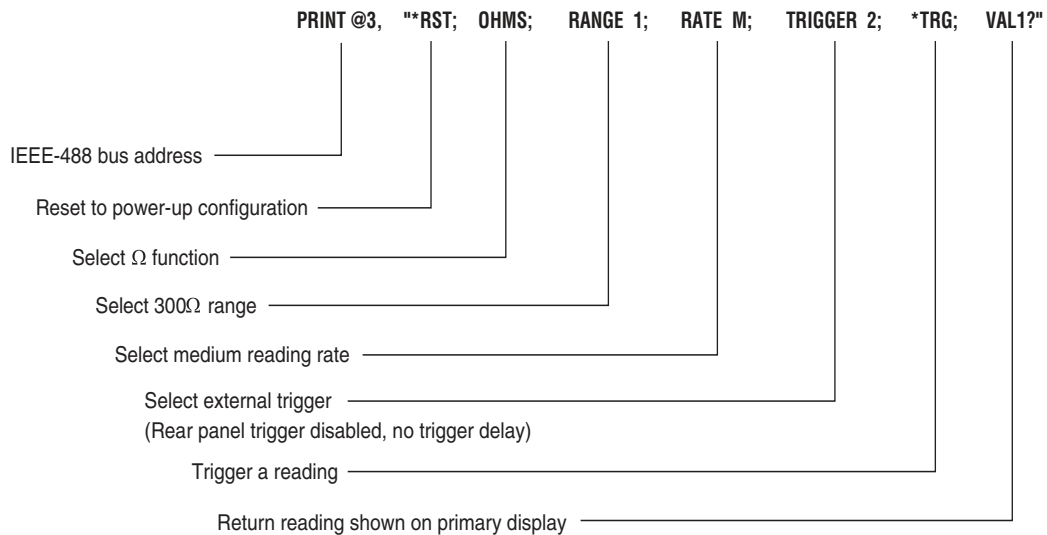 PRINT @3, "*RST; OHMS; RANGE 1; RATE M; TRIGGER 2; *TRG; VAL1?"
IEEE-488 bus address
Reset to power-up configuration
Select Ω function
Select 300Ω range
Select medium reading rate
Select external trigger
(Rear panel trigger disabled, no trigger delay)
Trigger a reading
Return reading shown on primary display